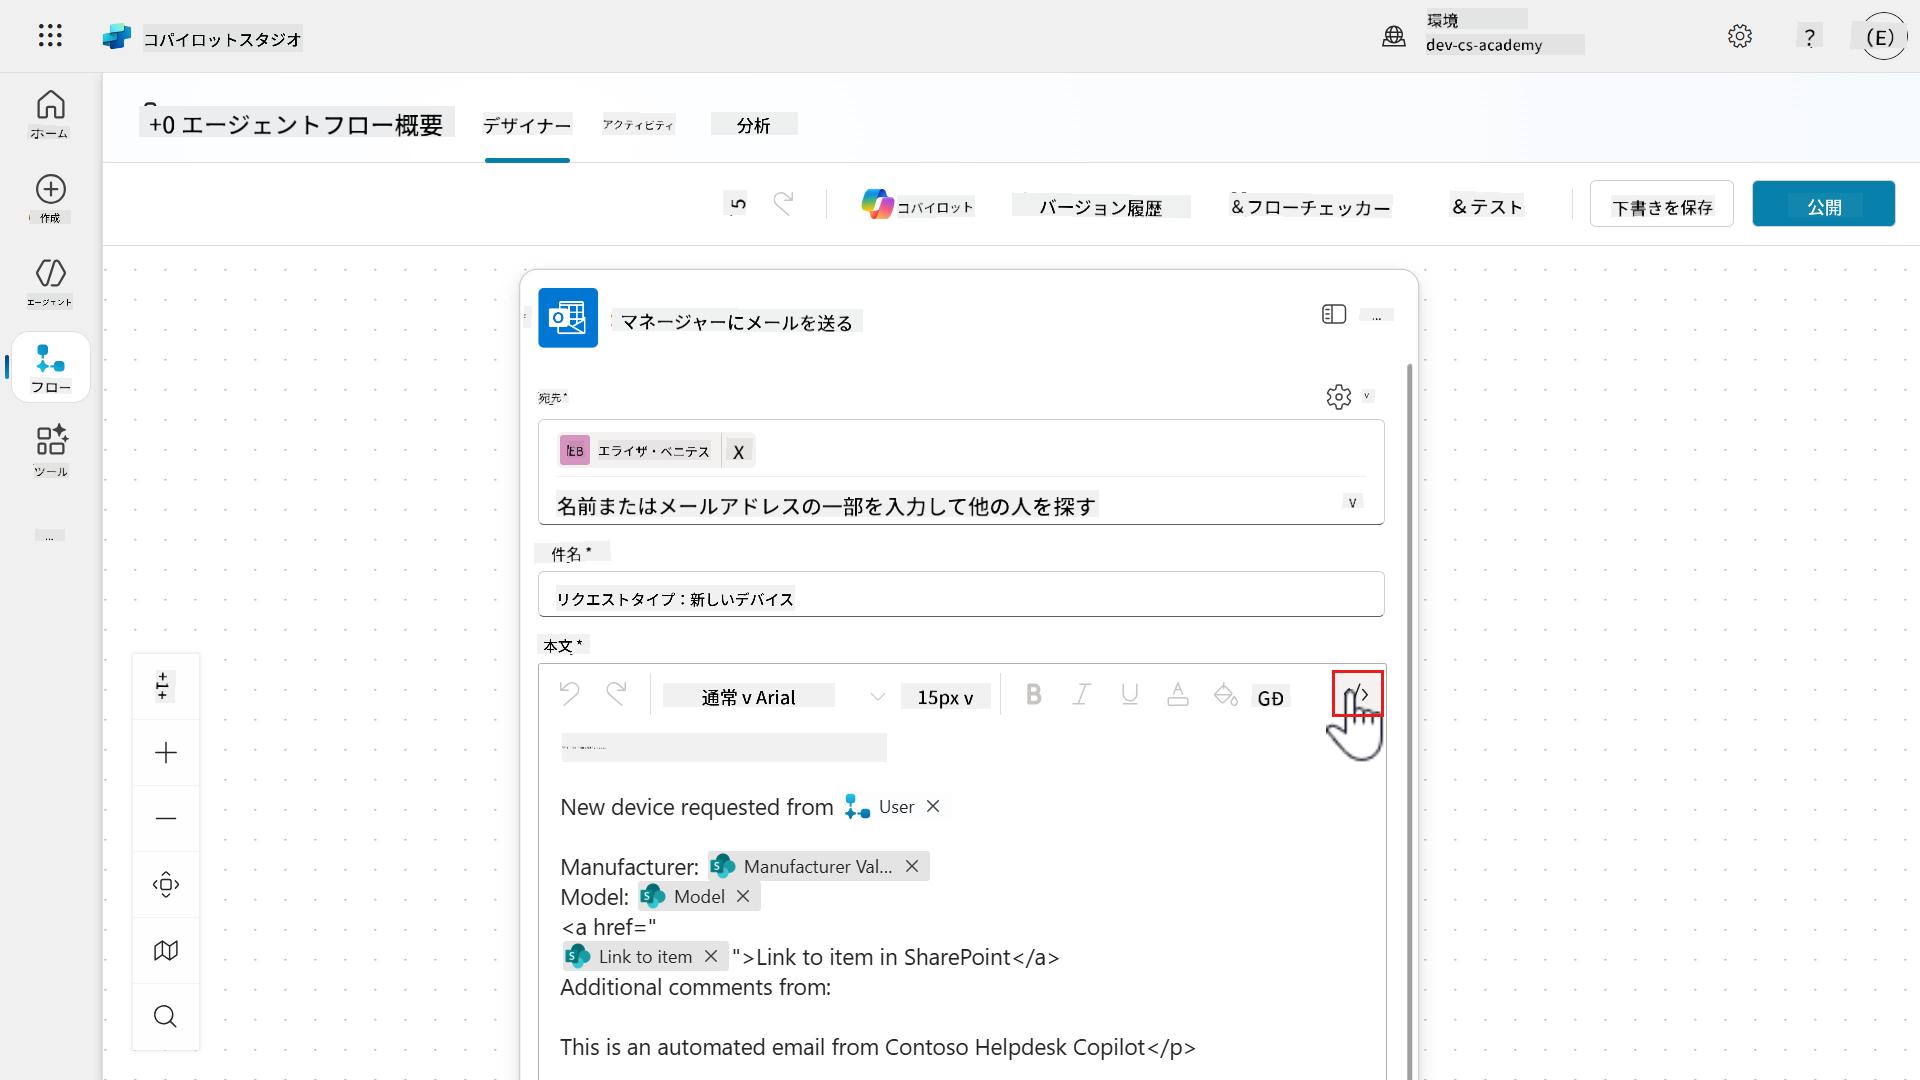 コパイロットスタジオ
環境
dev-cs-academy
?
(E)
ホーム
作成
エージェント
フロー
ツール
...
+0 エージェントフロー概要
デザイナー
アクティビティ
分析
5
コパイロット
バージョン履歴
&フローチェッカー
&テスト
下書きを保存
公開
マネージャーにメールを送る
...
宛先*
v
EB エライザ・ベニテス X
名前またはメールアドレスの一部を入力して他の人を探す
v
件名 *
リクエストタイプ：新しいデバイス
本文 *
通常 v Arial
15px v
B I U A GĐ </>
New device requested from User ×
Manufacturer: Manufacturer Val... ×
Model: Model ×
<a href="
Link to item × ">Link to item in SharePoint</a>
Additional comments from:
This is an automated email from Contoso Helpdesk Copilot</p>